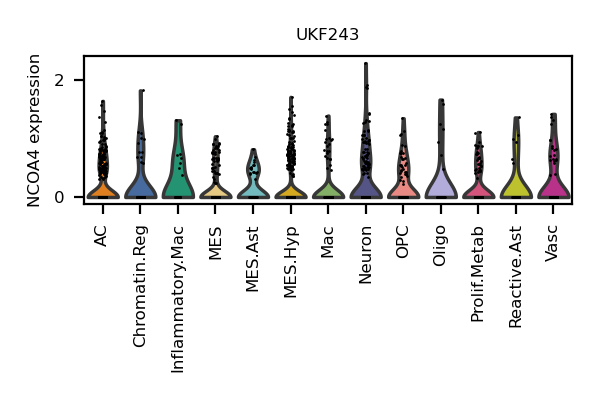 UKF243
NCOA4 expression
2
0
AC
Chromatin.Reg
Inflammatory.Mac
MES
MES.Ast
MES.Hyp
Mac
Neuron
OPC
Oligo
Prolif.Metab
Reactive.Ast
Vasc